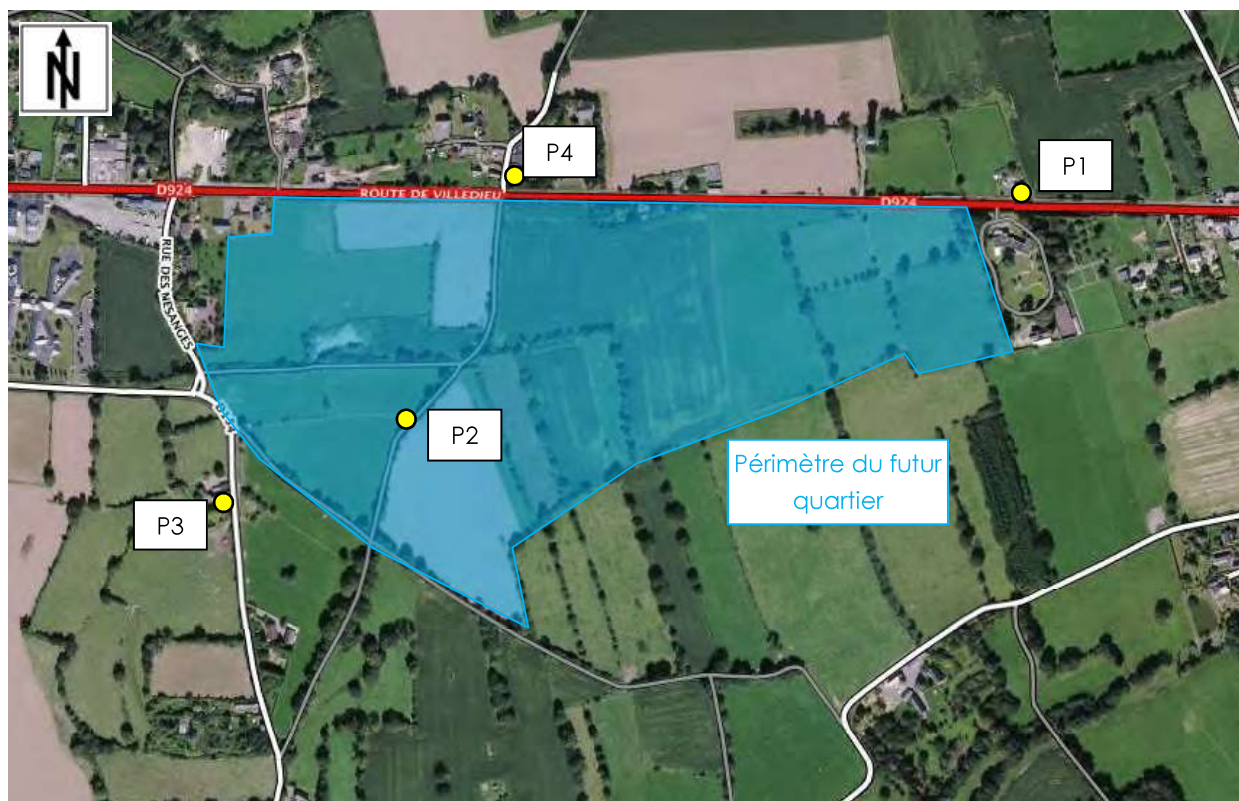 N
P4
P1
D924
ROUTE DE VILLEDIEU
D924
RUE DES MESANGES
P2
Périmètre du futur
quartier
P3